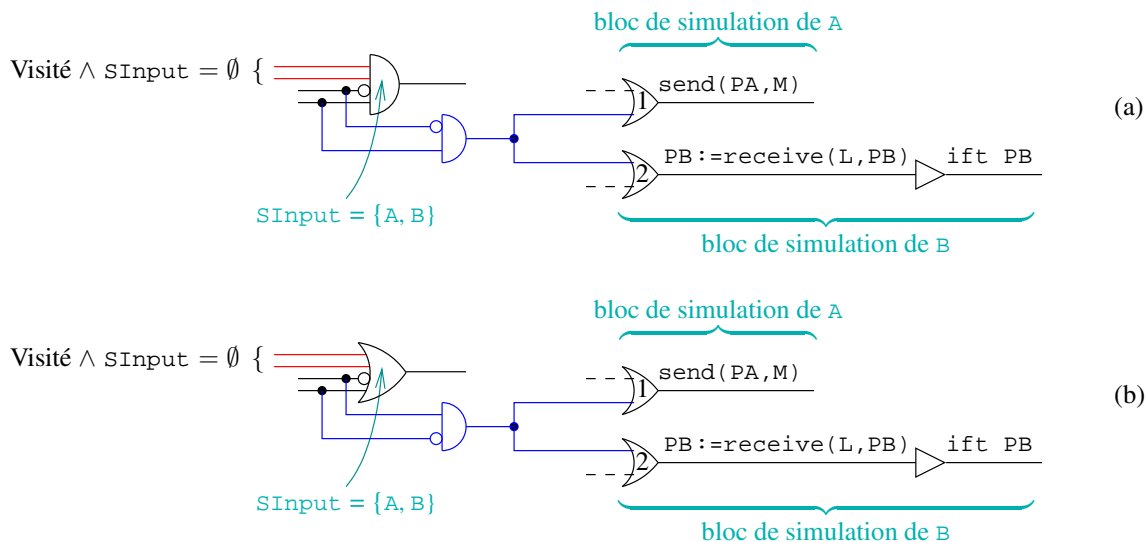 bloc de simulation de A
Visité ∧ SInput = ∅ {
1
send(PA,M)
(a)
2
PB:=receive(L,PB)
ift PB
SInput = {A, B}
bloc de simulation de B
bloc de simulation de A
Visité ∧ SInput = ∅ {
1
send(PA,M)
(b)
2
PB:=receive(L,PB)
ift PB
SInput = {A, B}
bloc de simulation de B